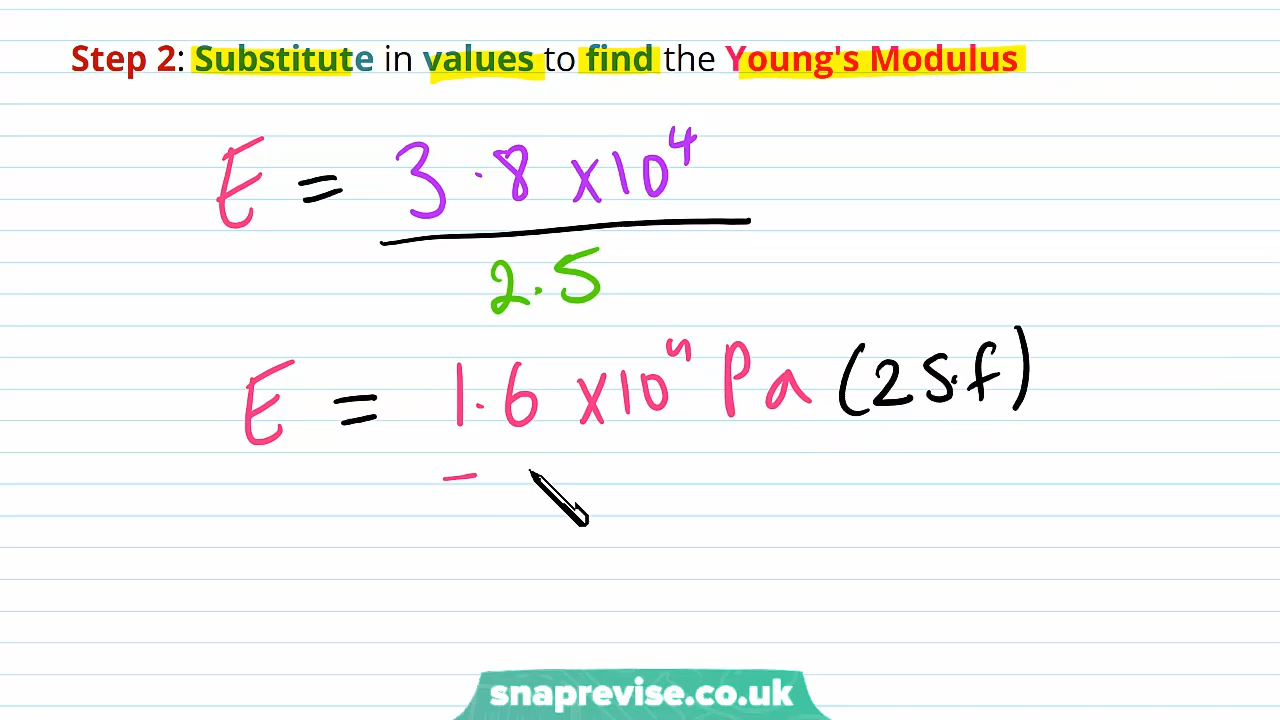 Step 2: Substitute in values to find the Young's Modulus
E = 3.8 x10⁴
2.5
E = 1.6 x10⁴ Pa (2 s.f)
snaprevise.co.uk